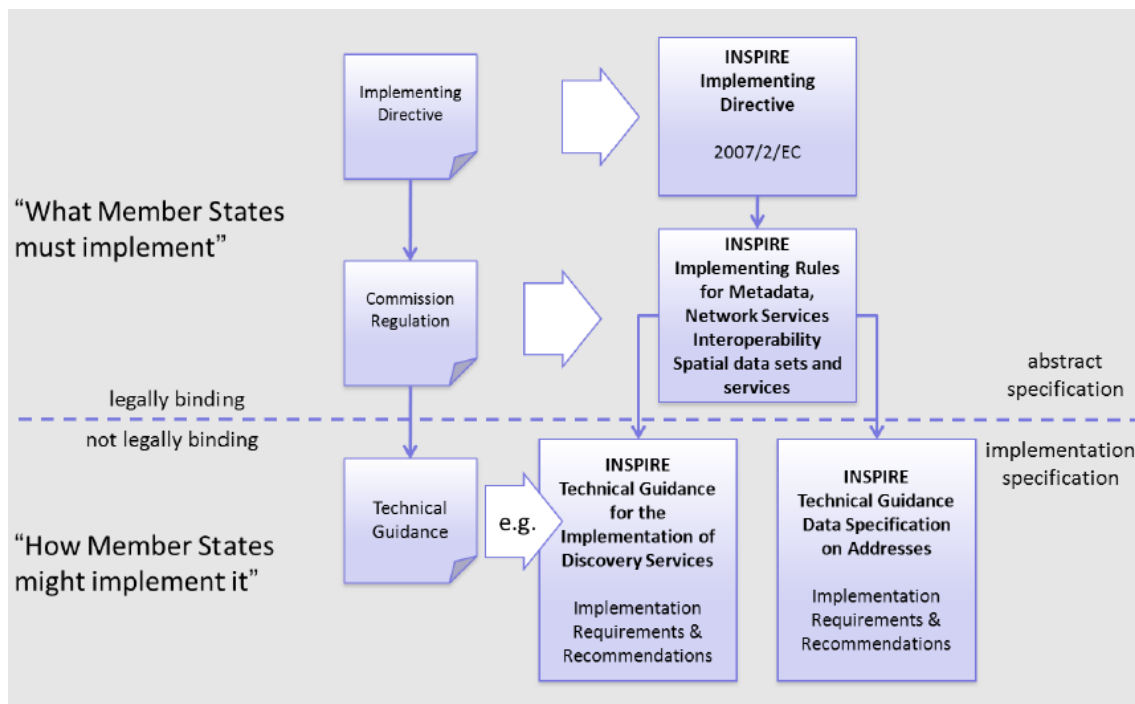 Implementing
Directive
INSPIRE
Implementing
Directive
2007/2/EC
“What Member States
must implement”
Commission
Regulation
INSPIRE
Implementing Rules
for Metadata,
Network Services
Interoperability
Spatial data sets and
services
abstract
specification
legally binding
not legally binding
implementation
specification
Technical
Guidance
e.g.
INSPIRE
Technical Guidance
for the
Implementation of
Discovery Services
Implementation
Requirements &
Recommendations
INSPIRE
Technical Guidance
Data Specification
on Addresses
Implementation
Requirements &
Recommendations
“How Member States
might implement it”